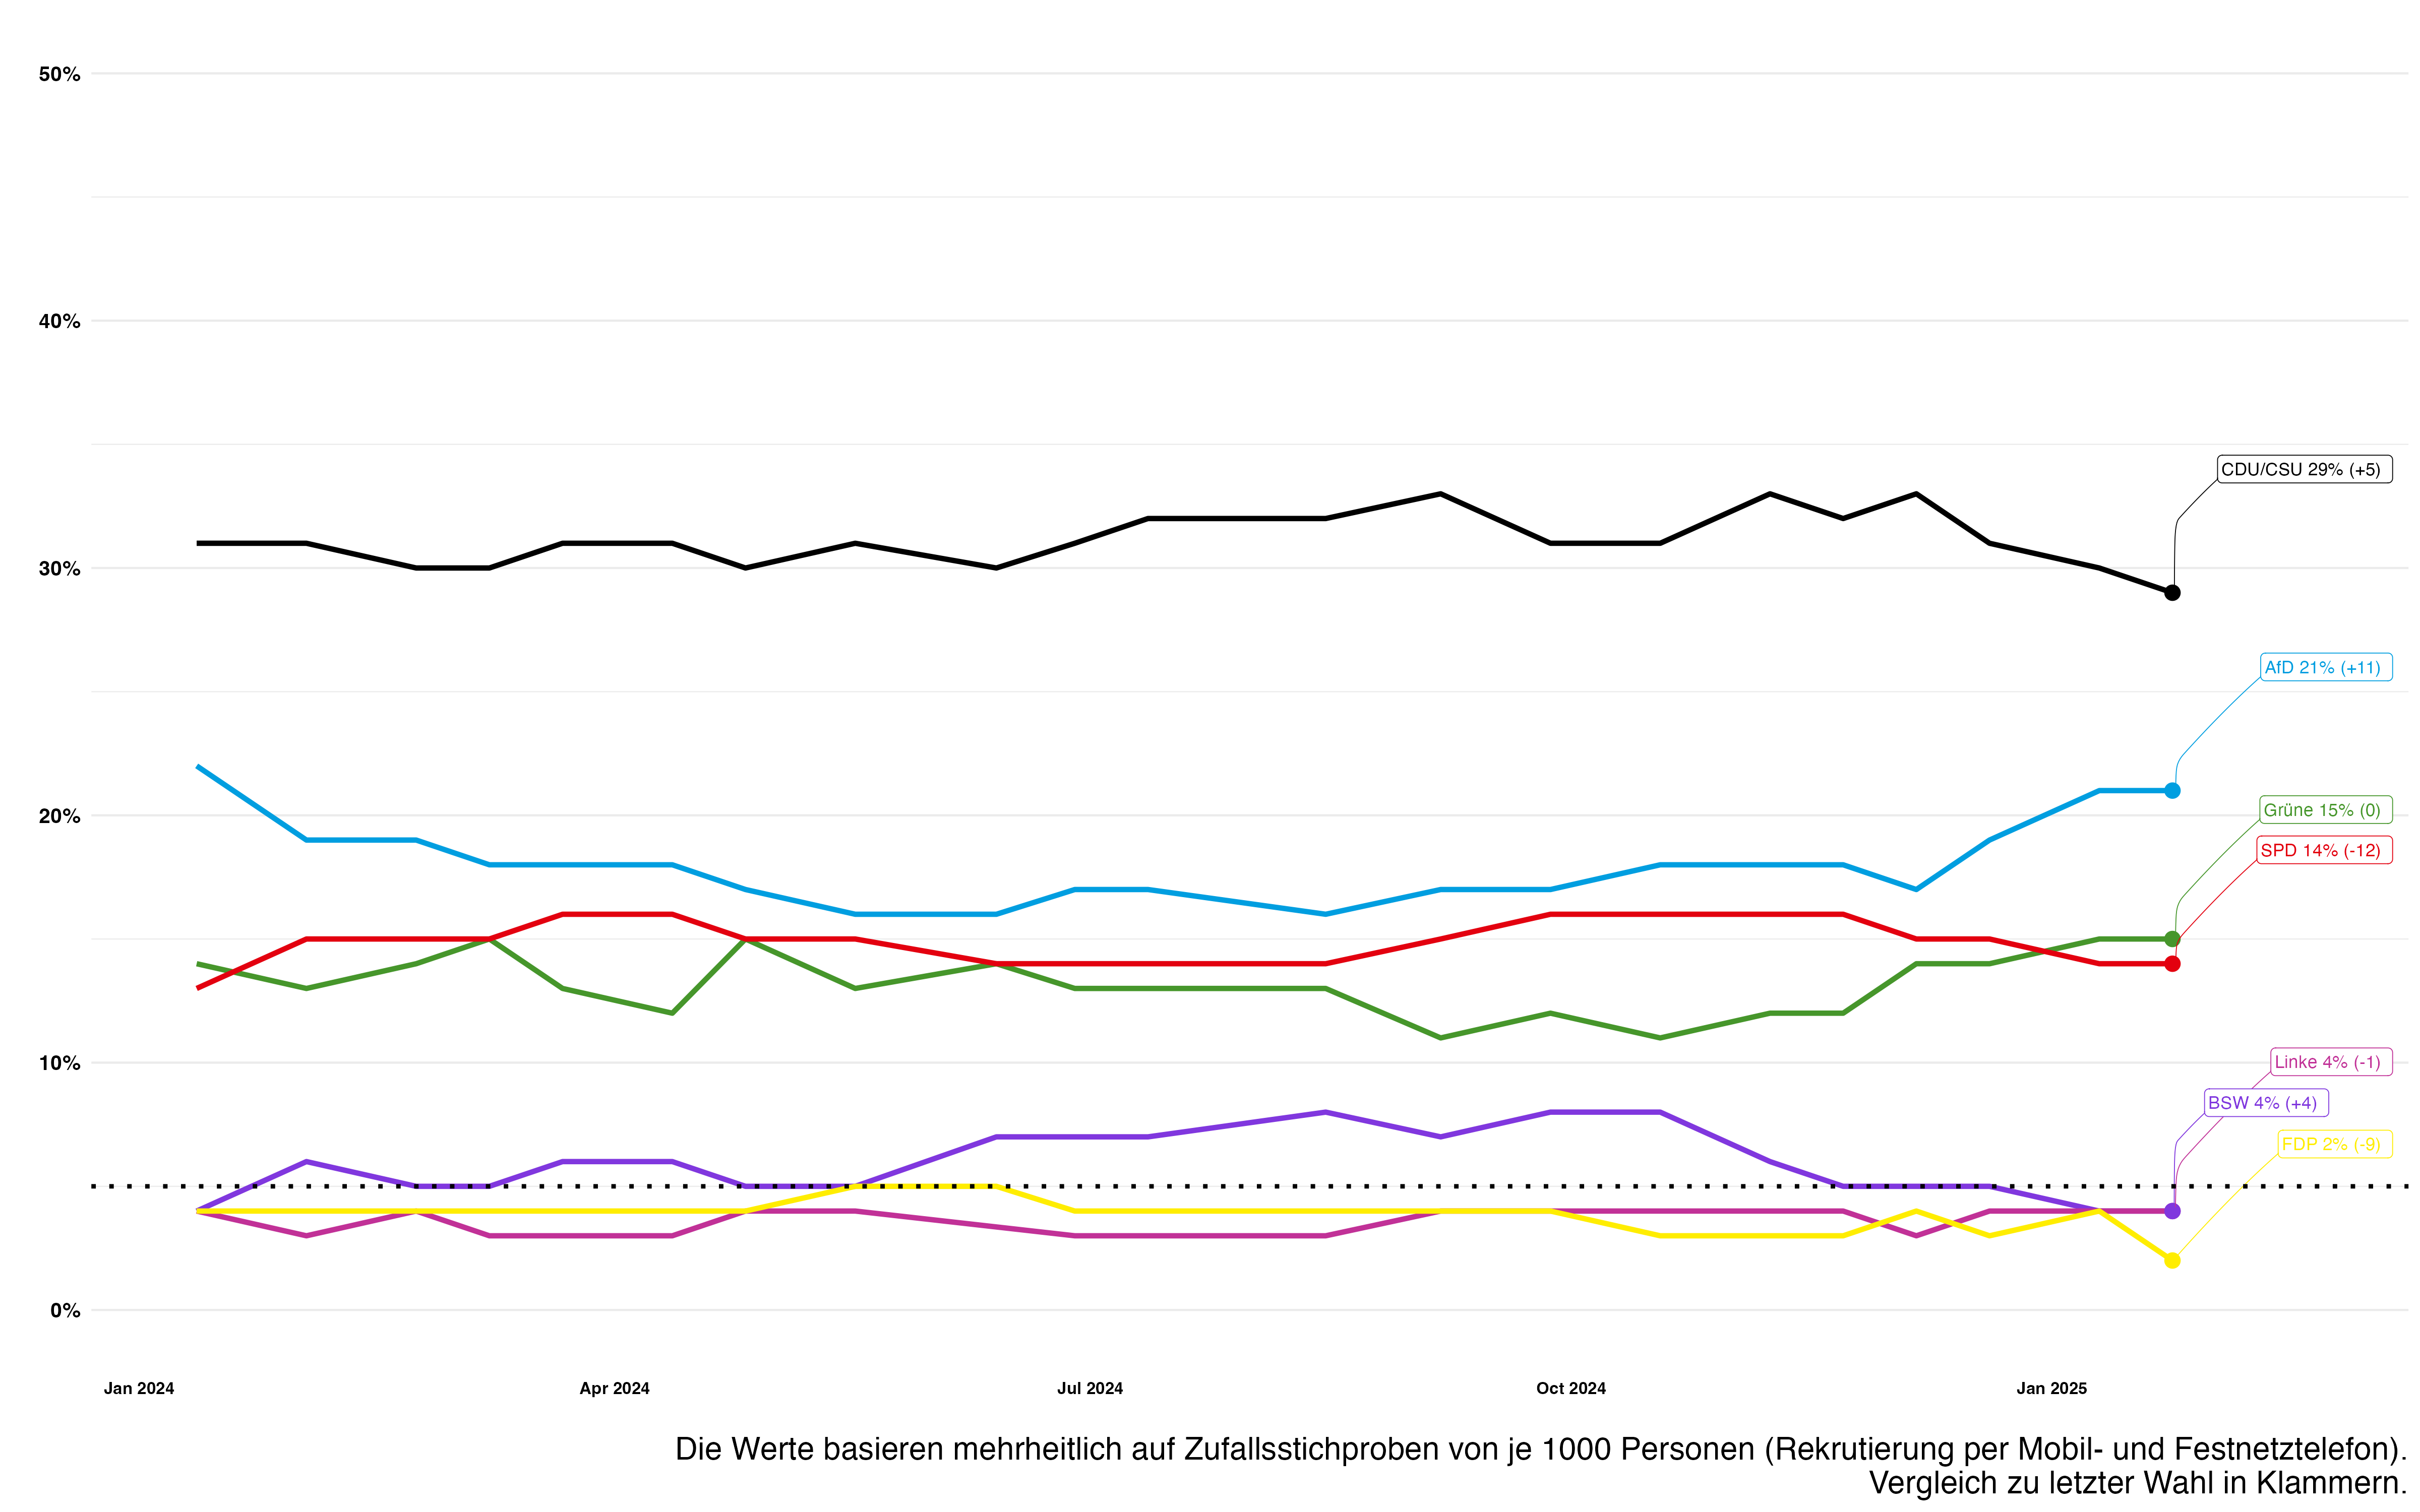 50%
40%
30%
20%
10%
0%
CDU/CSU 29% (+5)
AfD 21% (+11)
Grüne 15% (0)
SPD 14% (-12)
Linke 4% (-1)
BSW 4% (+4)
FDP 2% (-9)
Jan 2024 Apr 2024 Jul 2024 Oct 2024 Jan 2025
Die Werte basieren mehrheitlich auf Zufallsstichproben von je 1000 Personen (Rekrutierung per Mobil- und Festnetztelefon).
Vergleich zu letzter Wahl in Klammern.